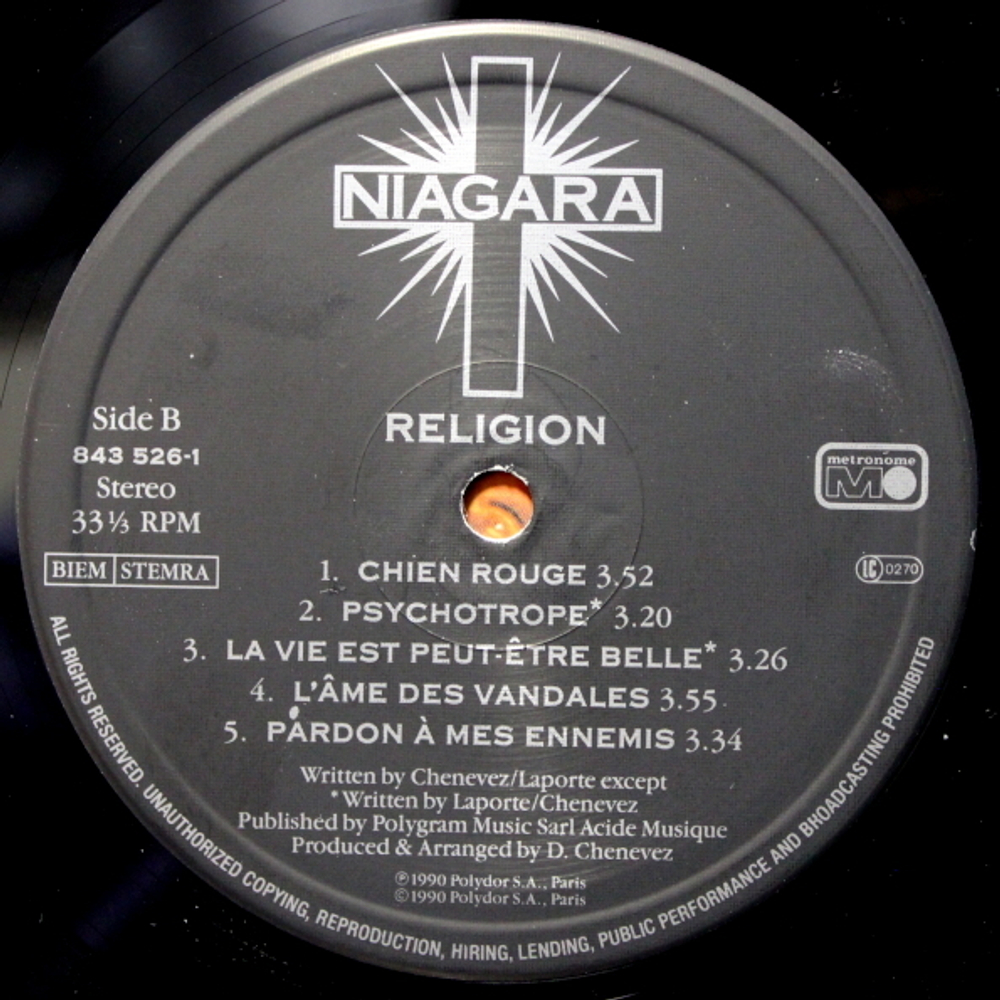 NIAGARA
RELIGION
Side B
843 526-1
Stereo
33⅓ RPM
BIEM STEMRA
metronome
M
LC 0270
1. CHIEN ROUGE 3.52
2. PSYCHOTROPE* 3.20
3. LA VIE EST PEUT-ÊTRE BELLE* 3.26
4. L'ÂME DES VANDALES 3.55
5. PARDON À MES ENNEMIS 3.34
Written by Chenevez/Laporte except
*Written by Laporte/Chenevez
Published by Polygram Music Sarl Acide Musique
Produced & Arranged by D. Chenevez
℗1990 Polydor S.A., Paris
©1990 Polydor S.A., Paris
ALL RIGHTS RESERVED. UNAUTHORIZED COPYING, REPRODUCTION, HIRING, LENDING, PUBLIC PERFORMANCE AND BROADCASTING PROHIBITED